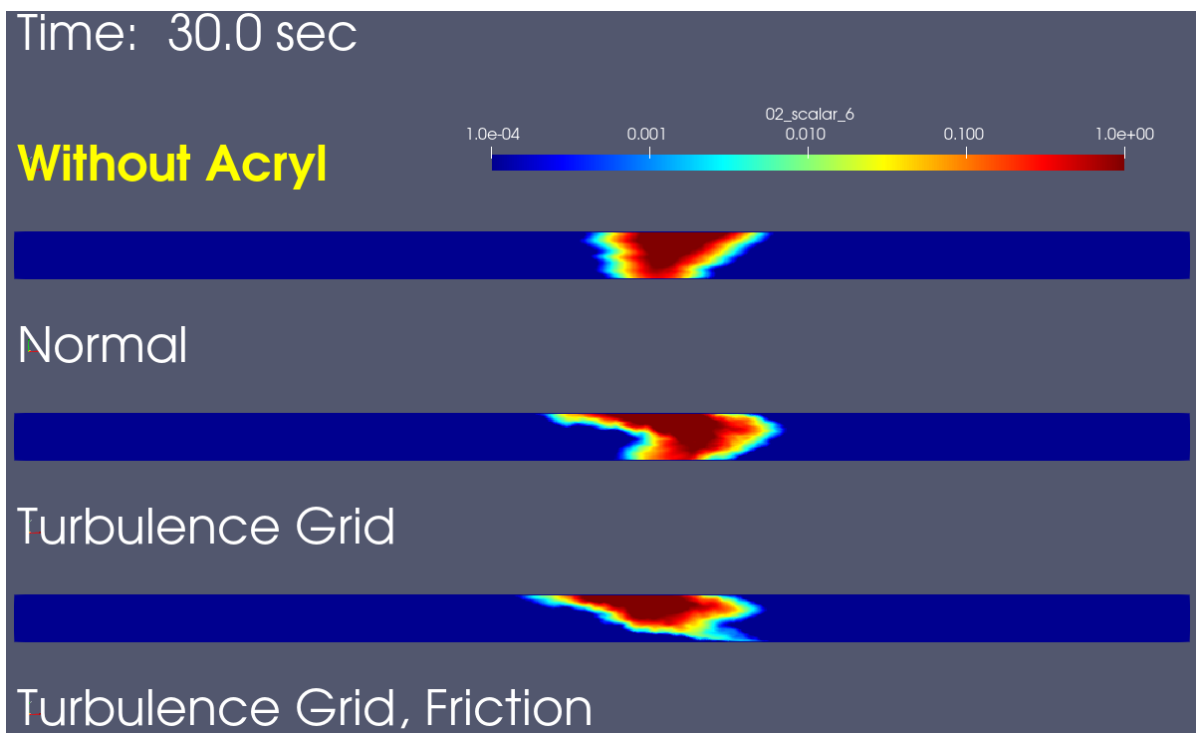 Time: 30.0 sec
02_scalar_6
1.0e-04 0.001 0.010 0.100 1.0e+00
Without Acryl
Normal
Turbulence Grid
Turbulence Grid, Friction